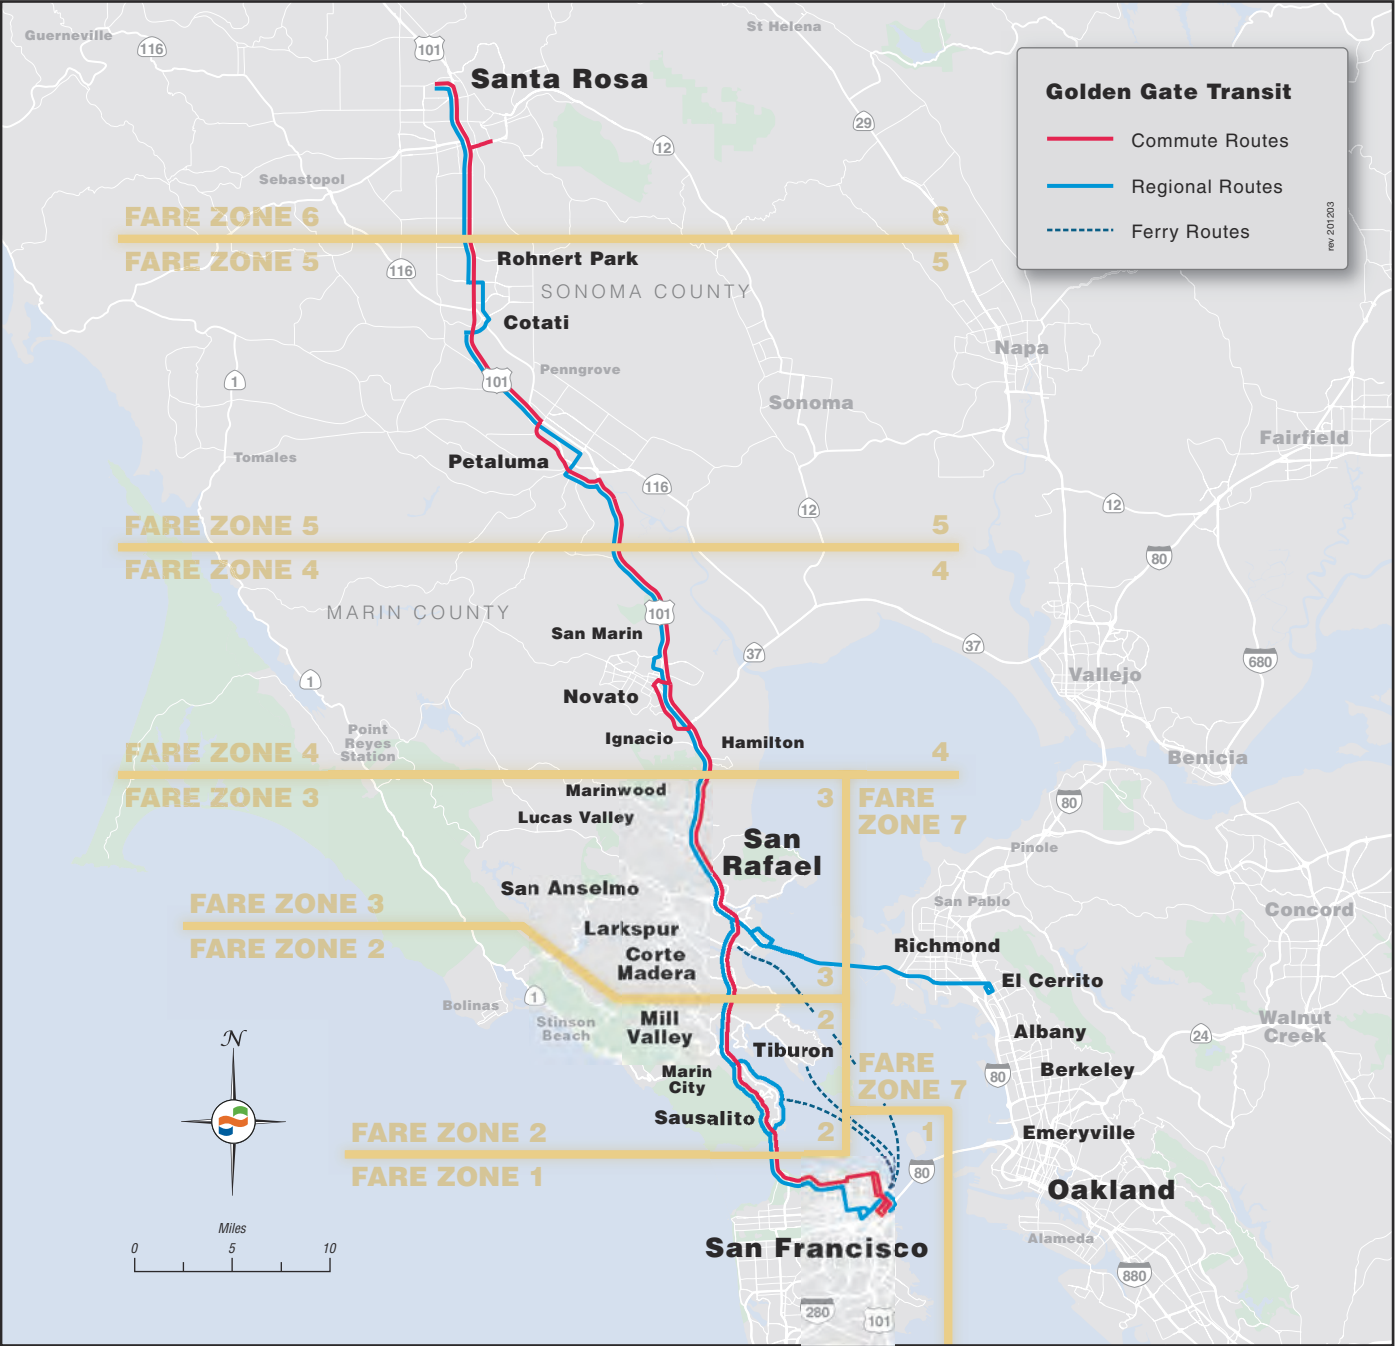 Guerneville
116
101
St Helena
Santa Rosa
Golden Gate Transit
Commute Routes
Regional Routes
Ferry Routes
rev 201203
29
12
Sebastopol
FARE ZONE 6
6
FARE ZONE 5
5
116
Rohnert Park
SONOMA COUNTY
Cotati
Napa
1
101
Penngrove
Sonoma
Fairfield
Tomales
Petaluma
116
12
12
80
FARE ZONE 5
5
FARE ZONE 4
4
MARIN COUNTY
101
San Marin
37
37
680
1
Vallejo
Novato
Point
Reyes
Station
Ignacio
Hamilton
Benicia
FARE ZONE 4
4
FARE ZONE 3
3
FARE
ZONE 7
Marinwood
Lucas Valley
80
San
Rafael
Pinole
San Anselmo
FARE ZONE 3
San Pablo
Concord
FARE ZONE 2
Larkspur
Richmond
Corte
Madera
3
El Cerrito
Bolinas
1
Stinson
Beach
Mill
Valley
2
Walnut
Creek
Albany
24
N
Tiburon
FARE
ZONE 7
Marin
City
80
Berkeley
Sausalito
FARE ZONE 2
2
1
Emeryville
FARE ZONE 1
80
Oakland
Miles
0 5 10
San Francisco
Alameda
880
280
101